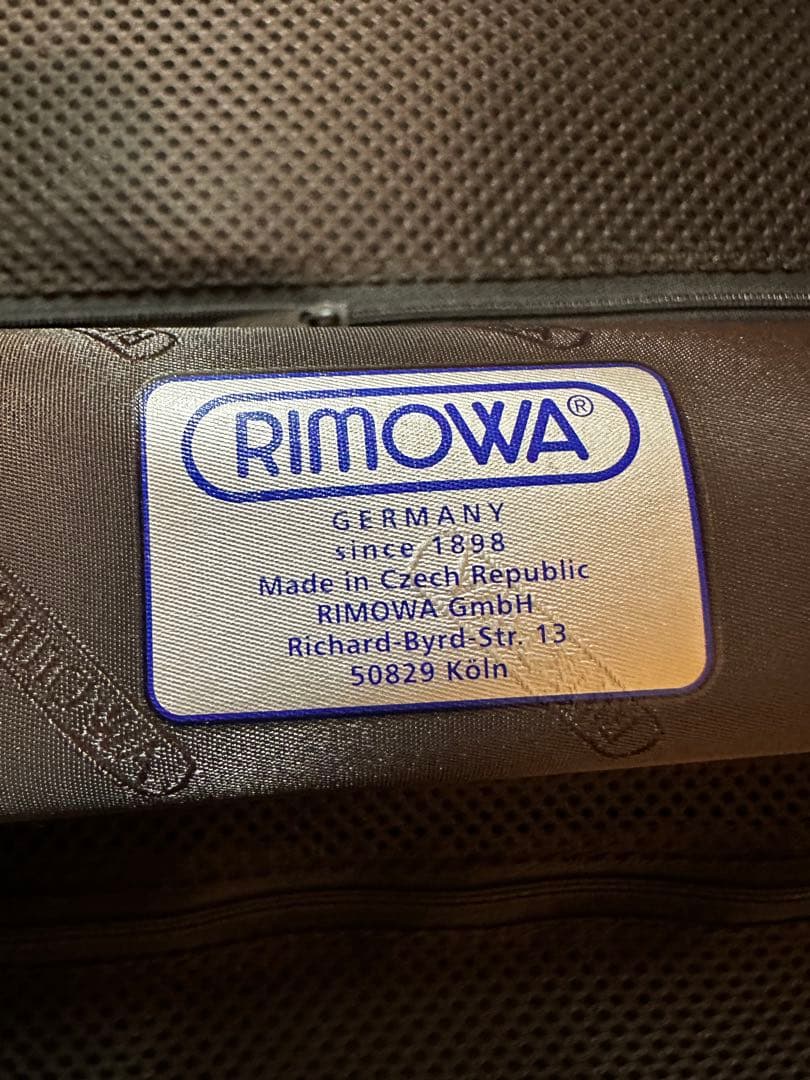 RIMOWA®
GERMANY
since 1898
Made in Czech Republic
RIMOWA GmbH
Richard-Byrd-Str. 13
50829 Köln